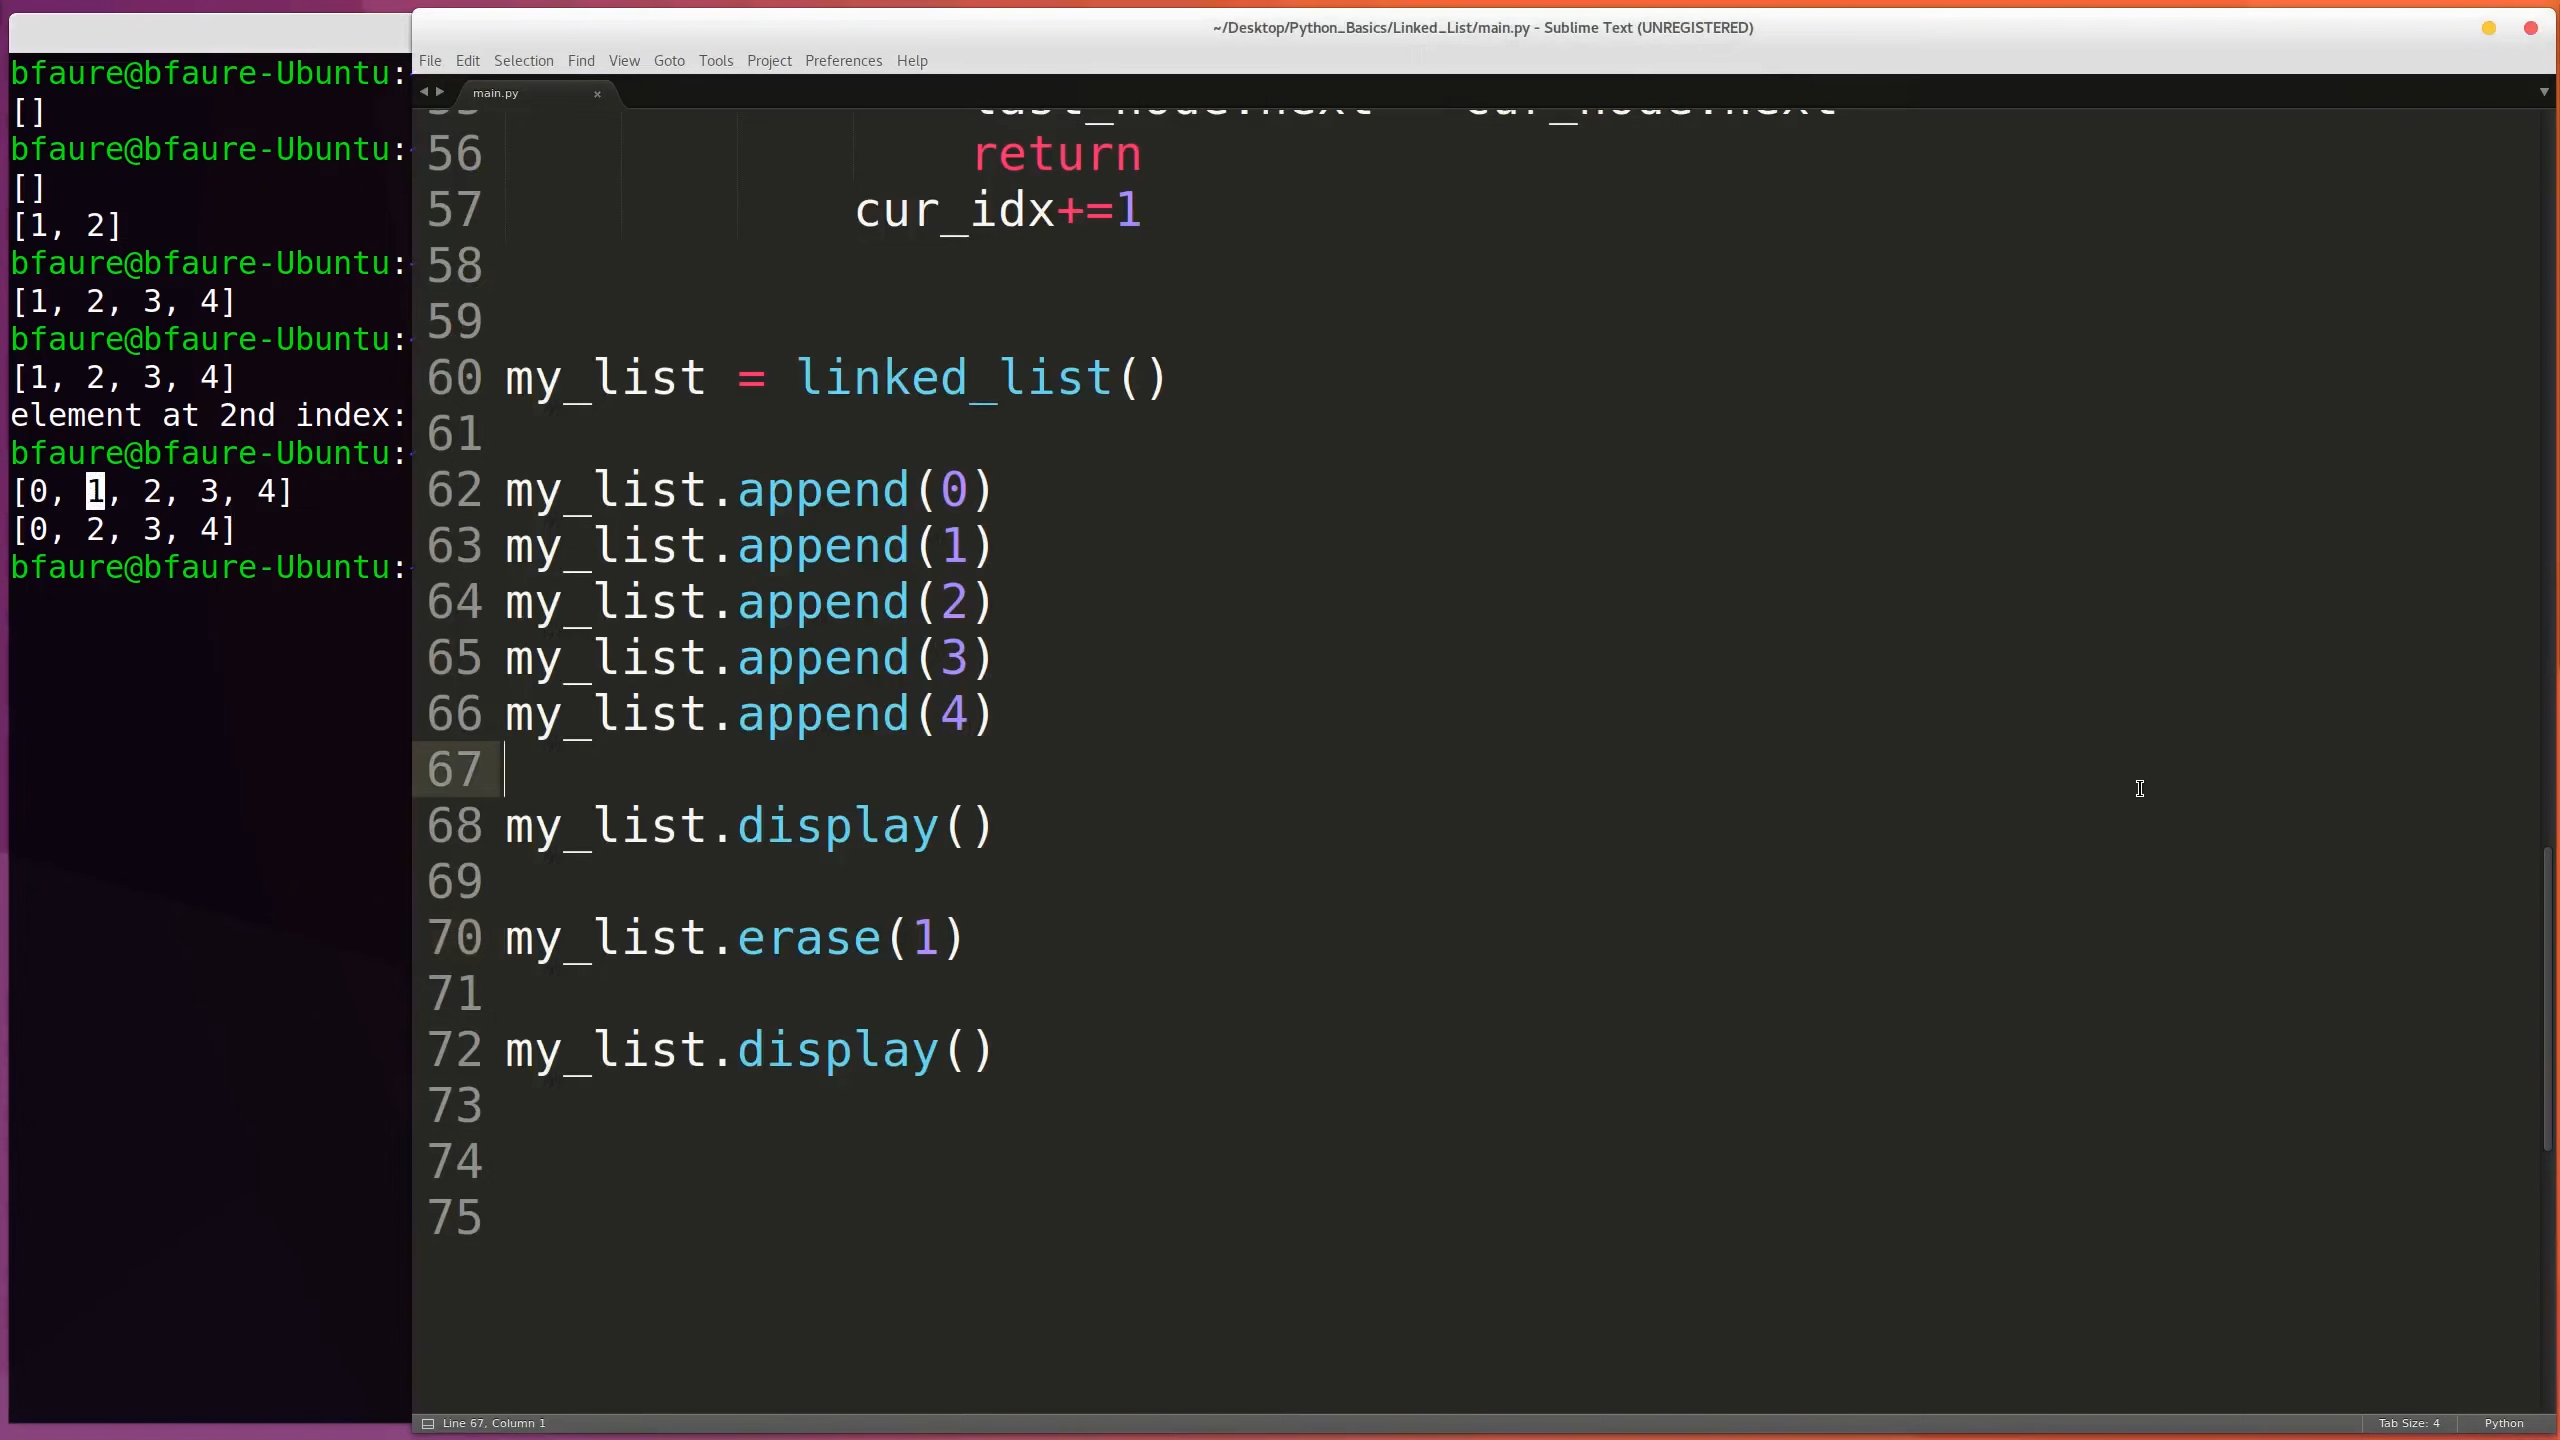 ~/Desktop/Python_Basics/Linked_List/main.py - Sublime Text (UNREGISTERED)
File Edit Selection Find View Goto Tools Project Preferences Help
main.py
bfaure@bfaure-Ubuntu:
[]
bfaure@bfaure-Ubuntu:
[]
[1, 2]
bfaure@bfaure-Ubuntu:
[1, 2, 3, 4]
bfaure@bfaure-Ubuntu:
[1, 2, 3, 4]
element at 2nd index:
bfaure@bfaure-Ubuntu:
[0, 1, 2, 3, 4]
[0, 2, 3, 4]
bfaure@bfaure-Ubuntu:
55 last_node.next = cur_node.next
56 return
57 cur_idx+=1
58
59
60 my_list = linked_list()
61
62 my_list.append(0)
63 my_list.append(1)
64 my_list.append(2)
65 my_list.append(3)
66 my_list.append(4)
67
68 my_list.display()
69
70 my_list.erase(1)
71
72 my_list.display()
73
74
75
Line 67, Column 1
Tab Size: 4
Python